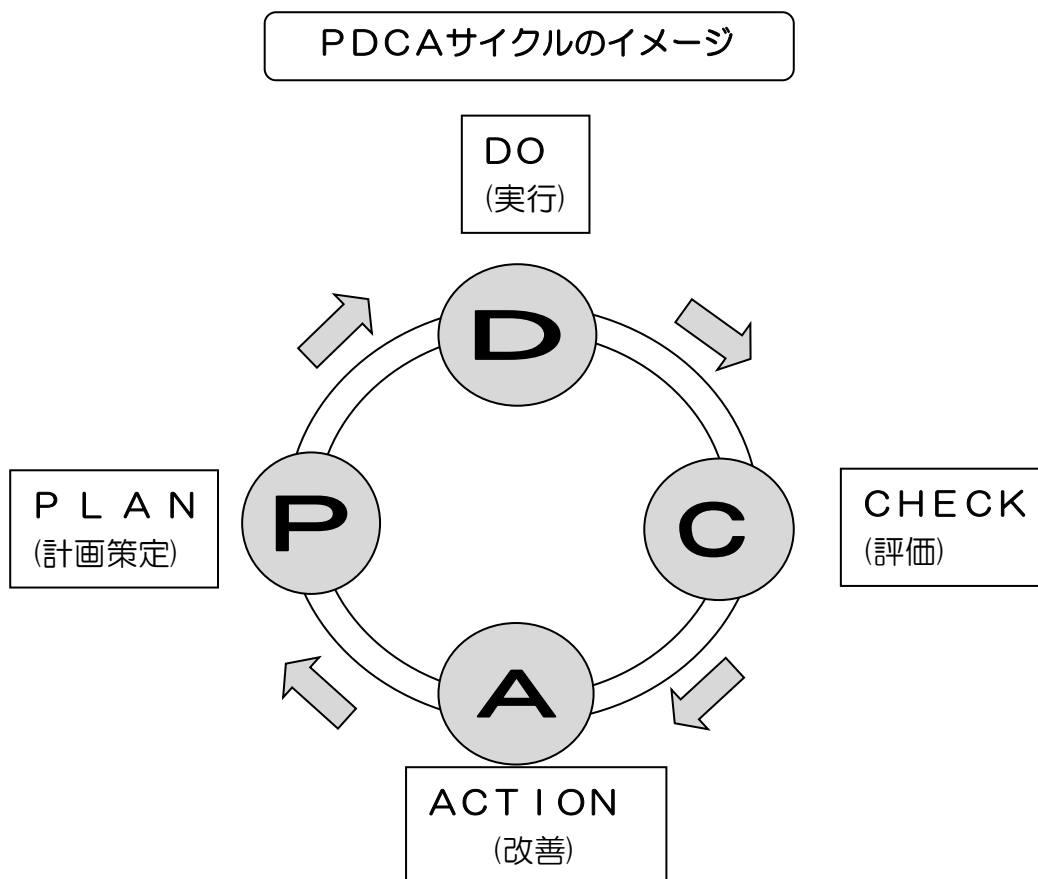 PDCAサイクルのイメージ
DO
(実行)
D
PLAN
(計画策定)
P
C
CHECK
(評価)
A
ACTION
(改善)